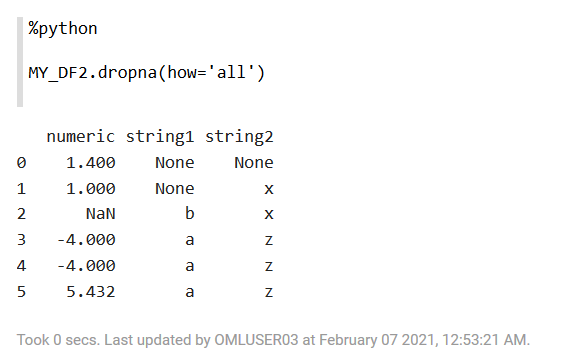 %python
MY_DF2.dropna(how='all')
numeric string1 string2
0 1.400 None None
1 1.000 None x
2 NaN b x
3 -4.000 a z
4 -4.000 a z
5 5.432 a z
Took 0 secs. Last updated by OMLUSER03 at February 07 2021, 12:53:21 AM.